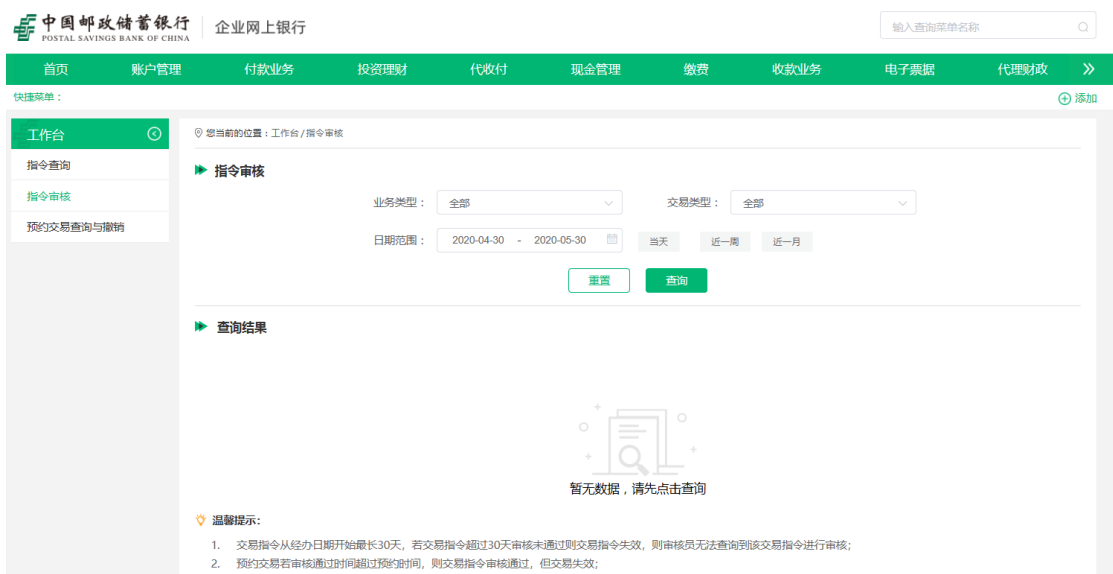 中国邮政储蓄银行 企业网上银行 输入查询菜单名称
POSTAL SAVINGS BANK OF CHINA
首页 账户管理 付款业务 投资理财 代收付 现金管理 缴费 收款业务 电子票据 代理财政
快捷菜单: 添加
工作台
指令查询
指令审核
预约交易查询与撤销
您当前的位置:工作台/指令审核
指令审核
业务类型: 全部 交易类型: 全部
日期范围: 2020-04-30 - 2020-05-30 当天 近一周 近一月
重置 查询
查询结果
暂无数据,请先点击查询
温馨提示:
1. 交易指令从经办日期开始最长30天,若交易指令超过30天审核未通过则交易指令失效,则审核员无法查询到该交易指令进行审核;
2. 预约交易若审核通过时间超过预约时间,则交易指令审核通过,但交易失效;